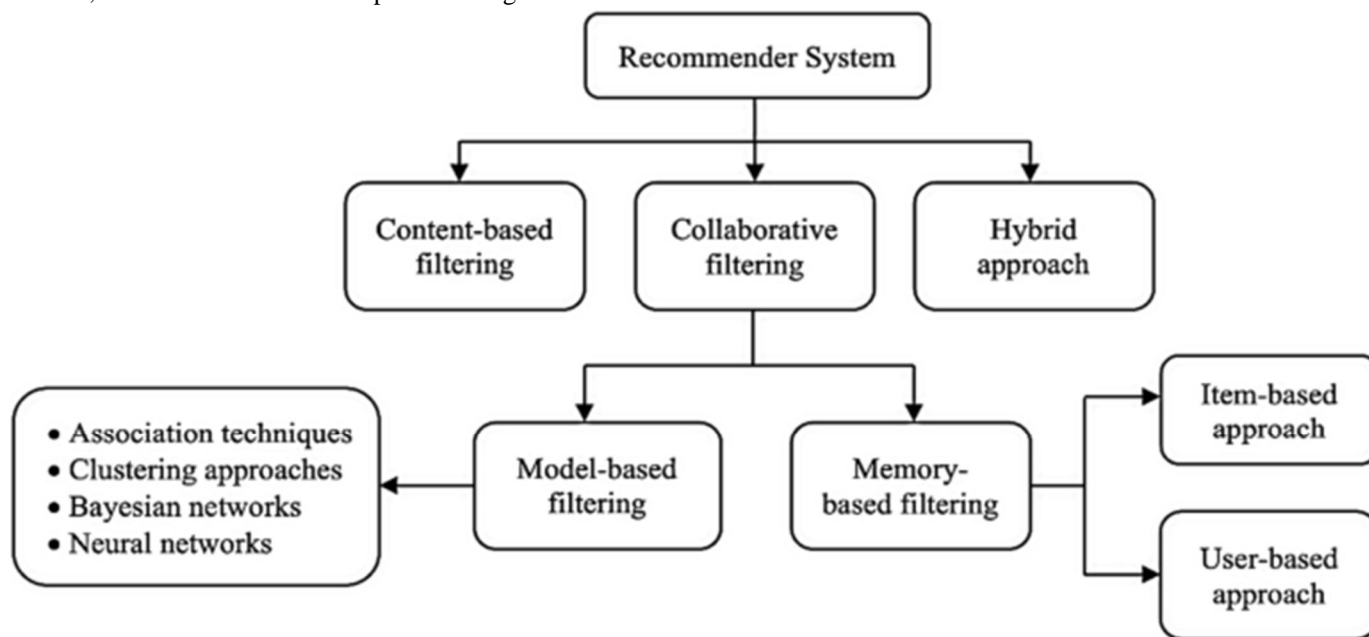 Recommender System
Content-based
filtering
Collaborative
filtering
Hybrid
approach
• Association techniques
• Clustering approaches
• Bayesian networks
• Neural networks
Model-based
filtering
Memory-
based filtering
Item-based
approach
User-based
approach